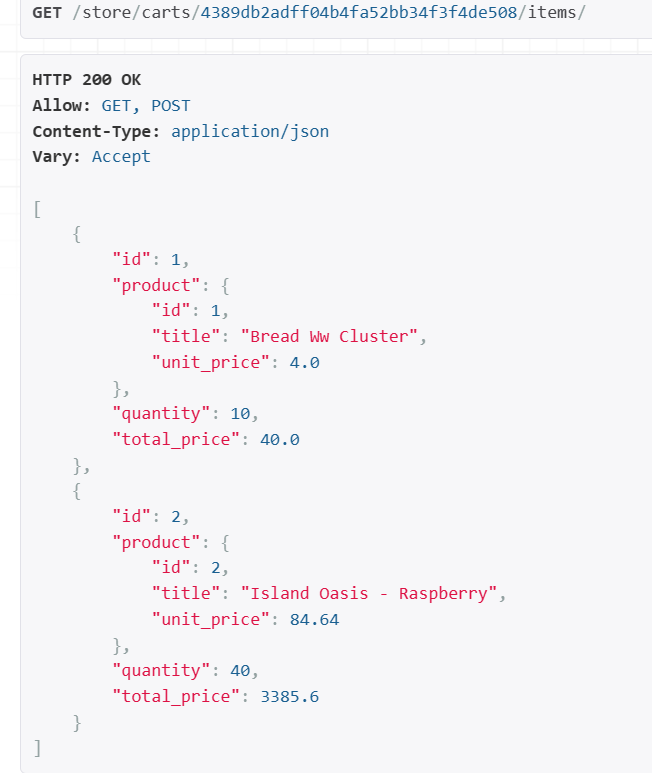 GET /store/carts/4389db2adff04b4fa52bb34f3f4de508/items/
HTTP 200 OK
Allow: GET, POST
Content-Type: application/json
Vary: Accept
[
    {
        "id": 1,
        "product": {
            "id": 1,
            "title": "Bread Ww Cluster",
            "unit_price": 4.0
        },
        "quantity": 10,
        "total_price": 40.0
    },
    {
        "id": 2,
        "product": {
            "id": 2,
            "title": "Island Oasis - Raspberry",
            "unit_price": 84.64
        },
        "quantity": 40,
        "total_price": 3385.6
    }
]